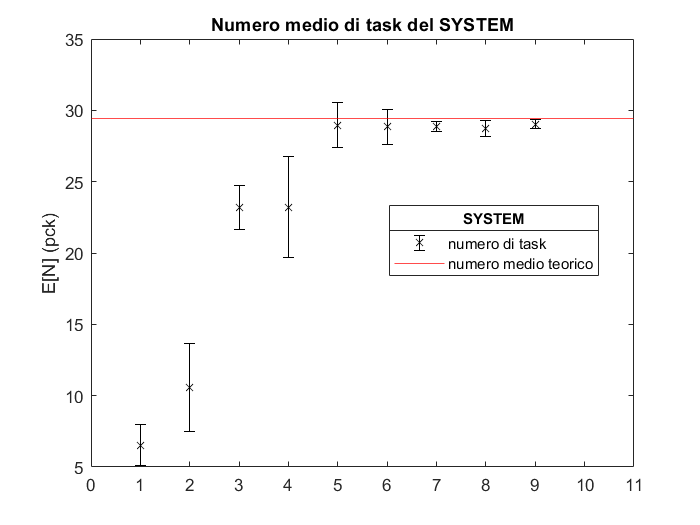 Numero medio di task del SYSTEM
35
30
25
20
15
10
5
E[N] (pck)
SYSTEM
numero di task
numero medio teorico
0 1 2 3 4 5 6 7 8 9 10 11